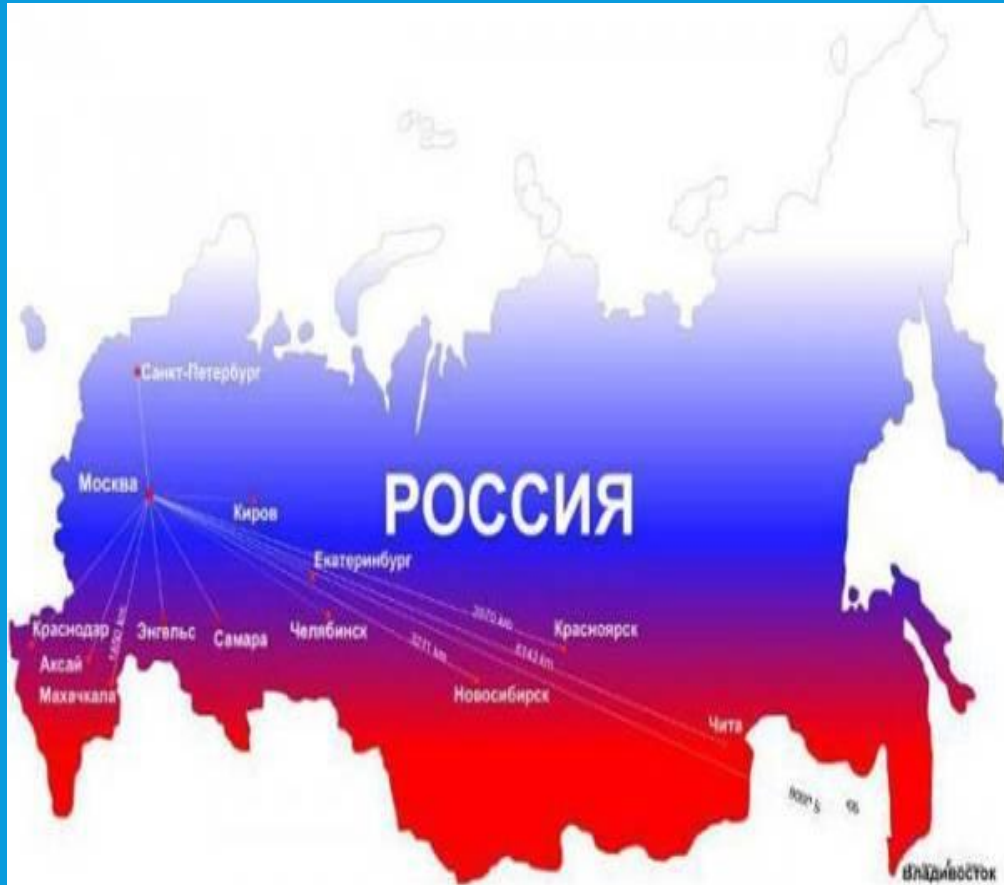 Санкт-Петербург
Москва
Киров
РОССИЯ
Екатеринбург
Краснодар
Энгельс
Самара
Челябинск
Красноярск
Аксай
Махачкала
Новосибирск
Чита
Владивосток